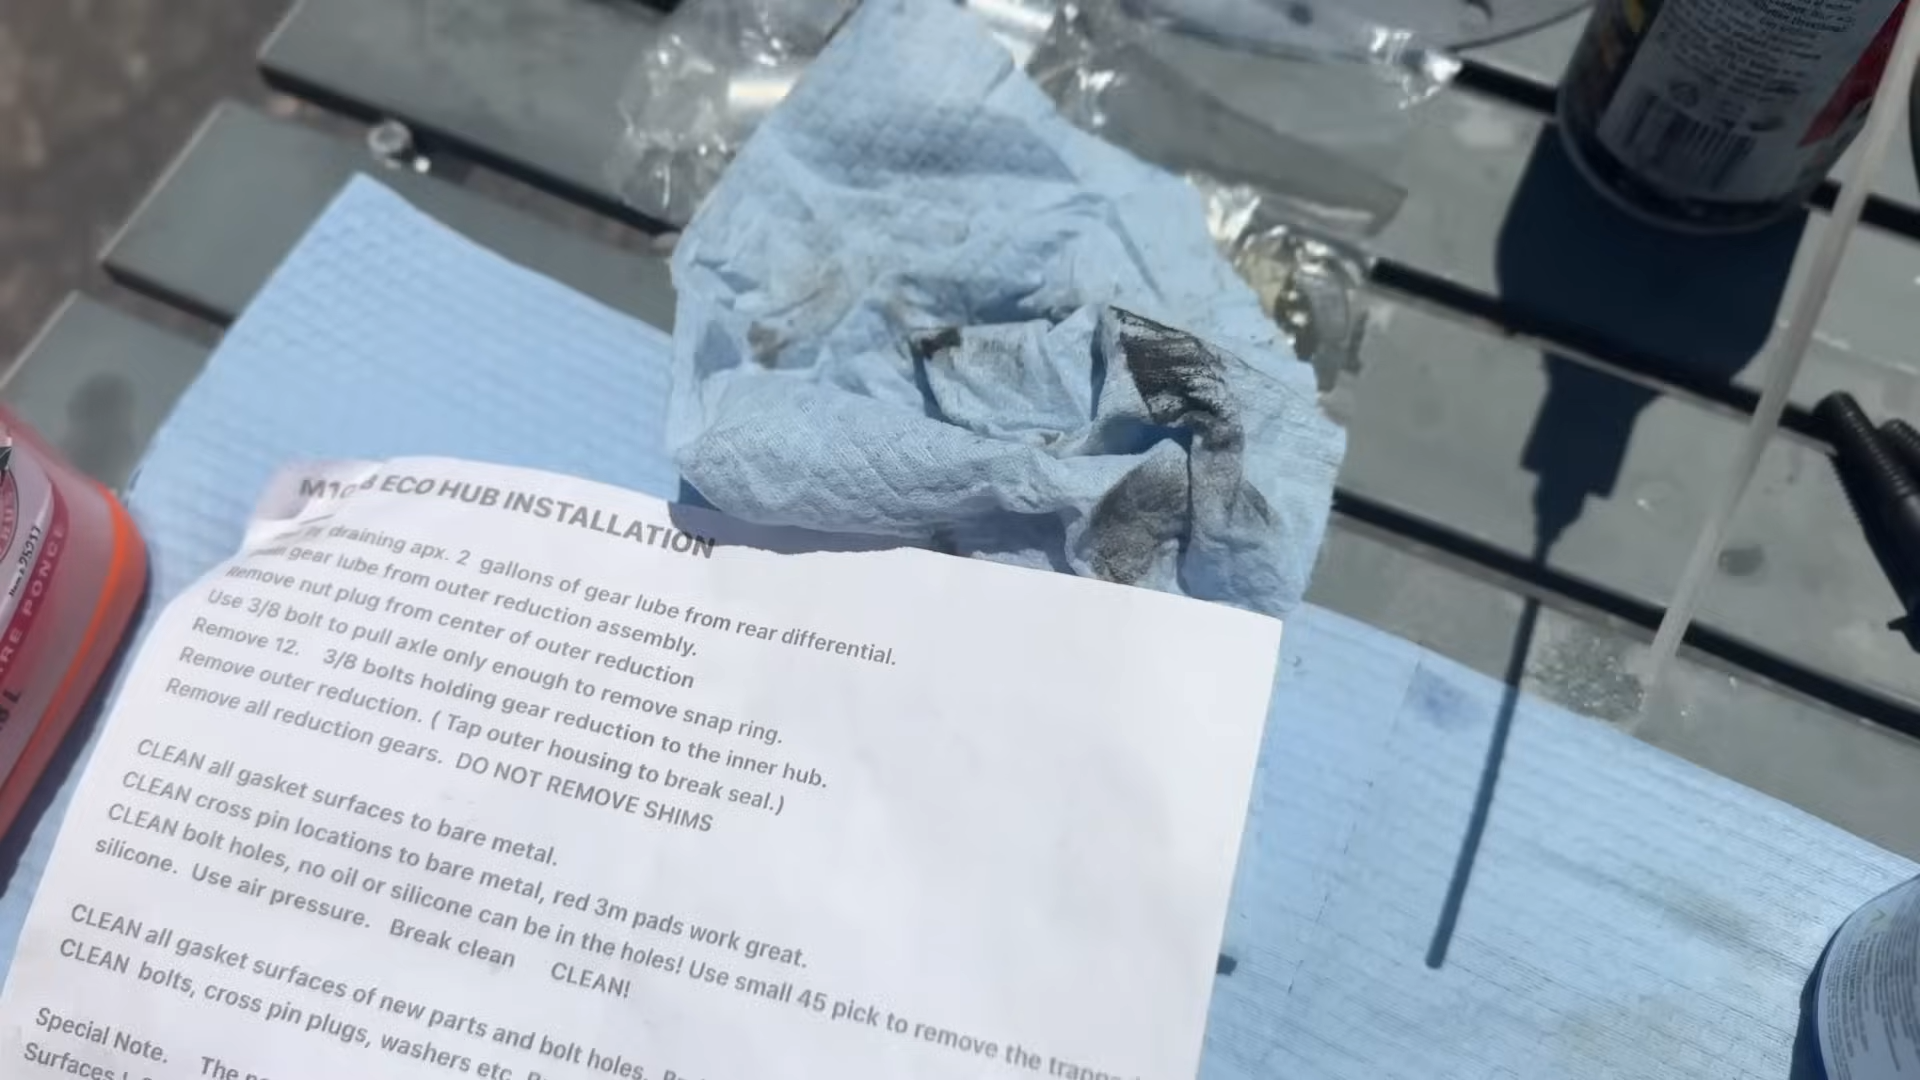 ECO HUB INSTALLATION
draining apx. 2 gallons of gear lube from rear differential.
gear lube from outer reduction assembly.
Remove nut plug from center of outer reduction
Use 3/8 bolt to pull axle only enough to remove snap ring.
Remove 12. 3/8 bolts holding gear reduction to the inner hub.
Remove outer reduction. ( Tap outer housing to break seal.)
Remove all reduction gears. DO NOT REMOVE SHIMS
CLEAN all gasket surfaces to bare metal.
CLEAN cross pin locations to bare metal, red 3m pads work great.
CLEAN bolt holes, no oil or silicone can be in the holes! Use small 45 pick to remove the
silicone. Use air pressure. Break clean CLEAN!
CLEAN all gasket surfaces of new parts and bolt holes.
CLEAN bolts, cross pin plugs, washers etc.
Special Note. The
Surfaces